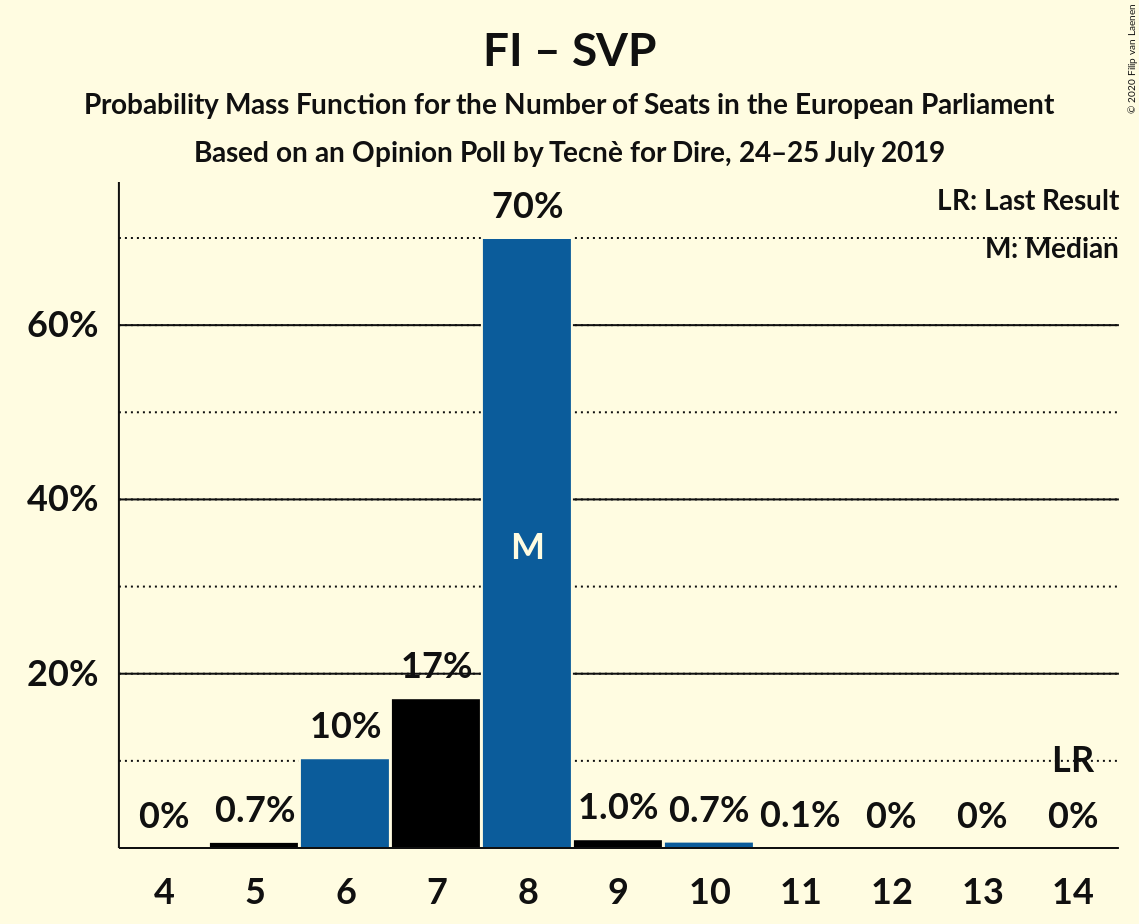 FI – SVP
Probability Mass Function for the Number of Seats in the European Parliament
Based on an Opinion Poll by Tecnè for Dire, 24–25 July 2019
© 2020 Filip van Laenen
LR: Last Result
M: Median
60%
40%
20%
0%
0.7%
10%
17%
70%
M
1.0%
0.7%
0.1%
0%
0%
LR
0%
4 5 6 7 8 9 10 11 12 13 14